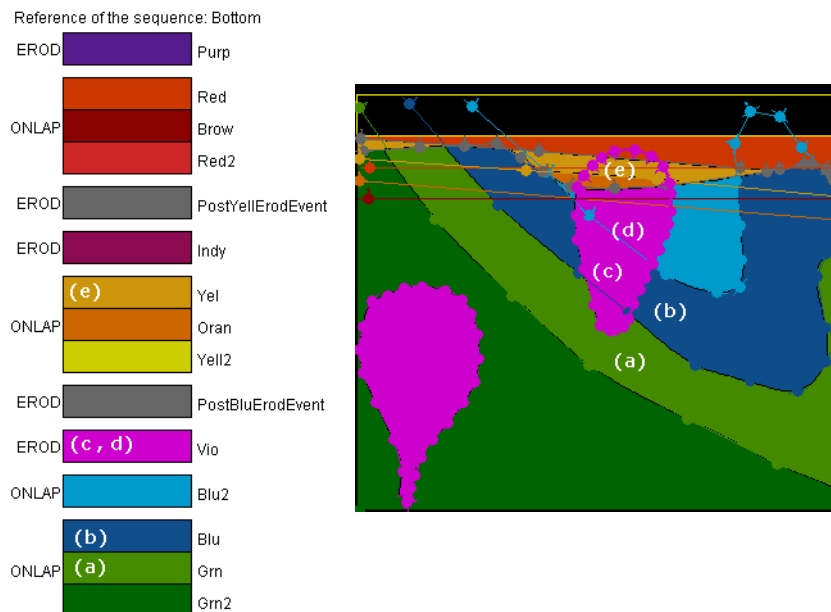 Reference of the sequence: Bottom
EROD Purp
Red
ONLAP Brow
Red2
EROD PostYellErodEvent
EROD Indy
(e) Yel
ONLAP Oran
Yell2
EROD PostBluErodEvent
EROD (c, d) Vio
ONLAP Blu2
(b) Blu
ONLAP (a) Grn
Grn2
(e)
(d)
(c)
(b)
(a)